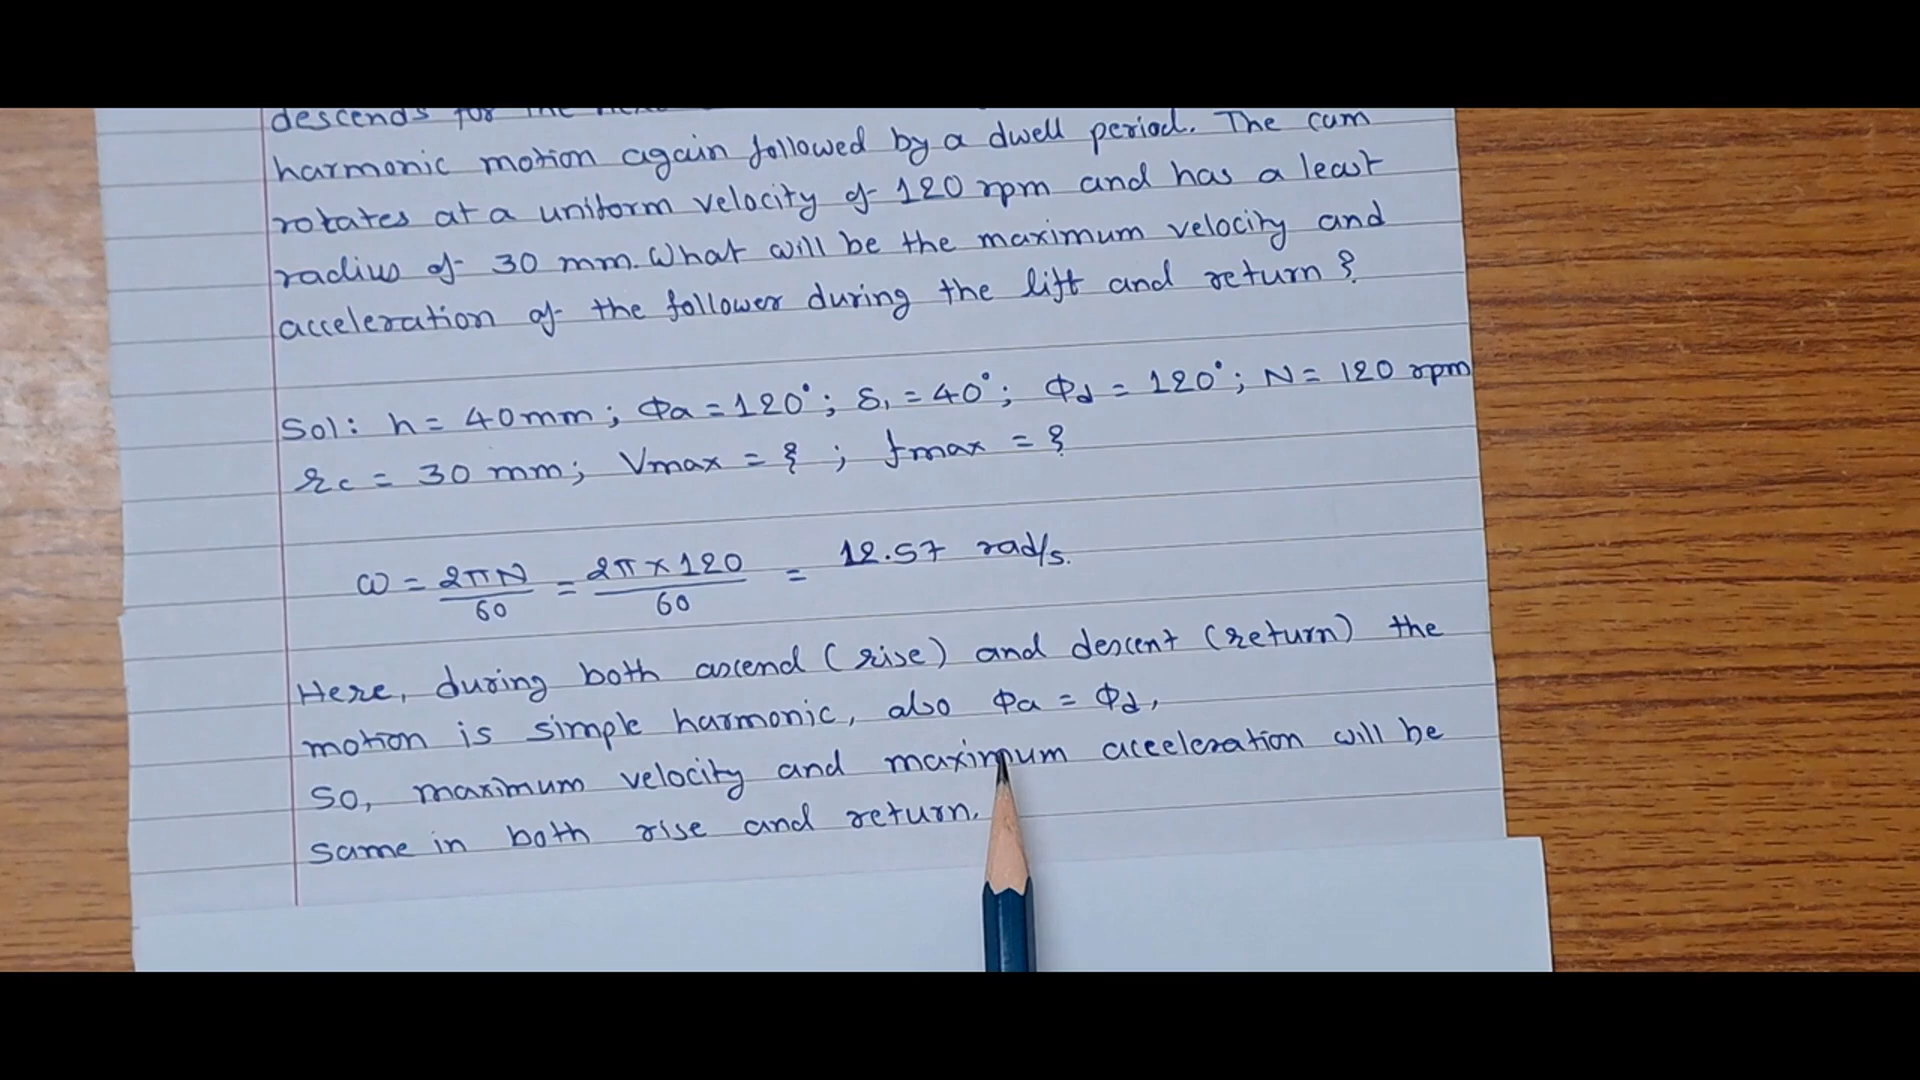 descends for the
harmonic motion again followed by a dwell period. The cam
rotates at a uniform velocity of 120 rpm and has a least
radius of 30 mm. What will be the maximum velocity and
acceleration of the follower during the lift and return ?
Sol: h = 40mm ; Φa = 120° ; δ₁ = 40° ; Φd = 120° ; N = 120 rpm
rc = 30 mm ; Vmax = ? ; fmax = ?
ω = 2πN/60 = 2π×120/60 = 12.57 rad/s.
Here, during both ascend (rise) and descent (return) the
motion is simple harmonic, also Φa = Φd,
So, maximum velocity and maximum acceleration will be
same in both rise and return.